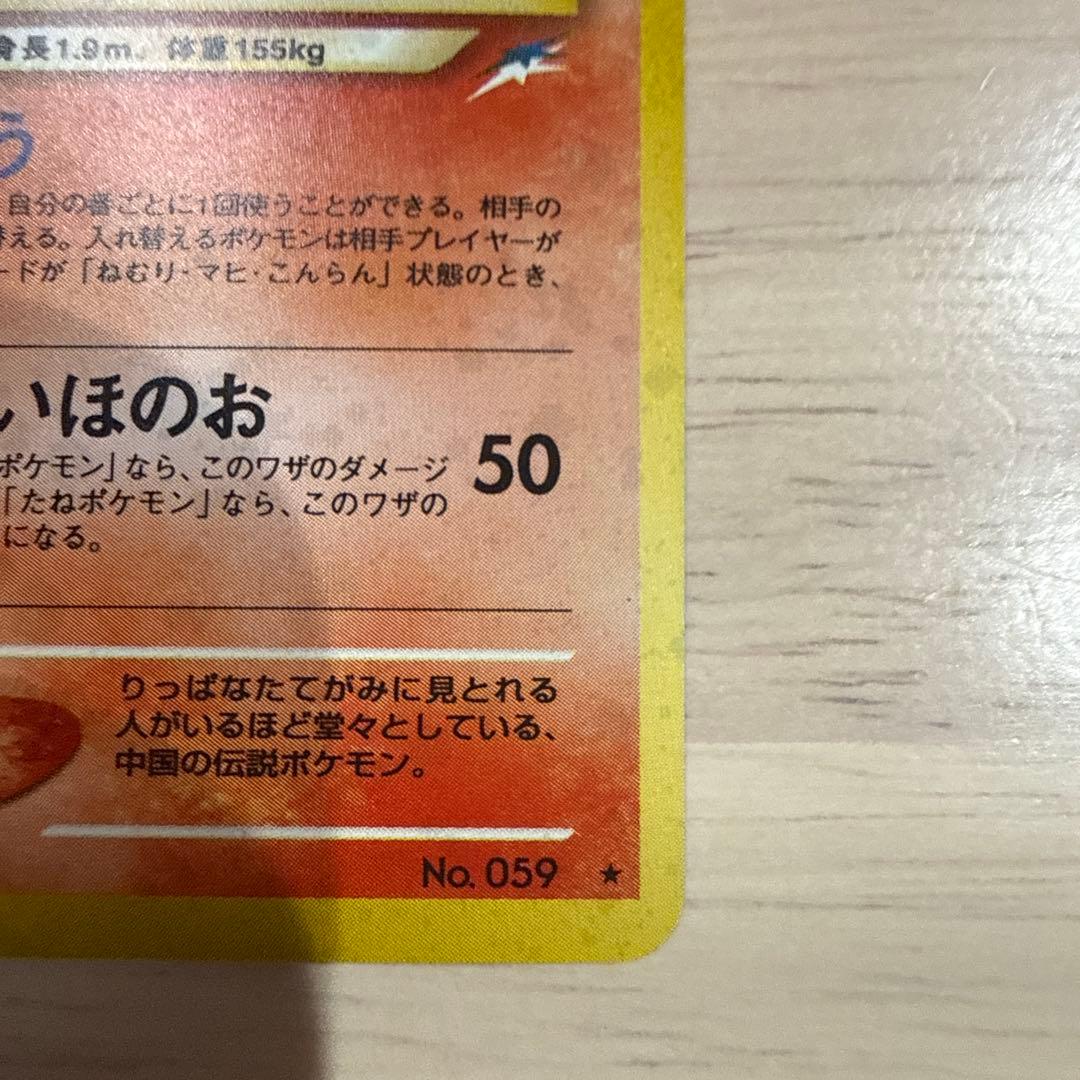 身長1.9m 体重155kg
う
自分の番ごとに1回使うことができる。相手の
替える。入れ替えるポケモンは相手プレイヤーが
ードが「ねむり・マヒ・こんらん」状態のとき、
いほのお
50
ポケモン」なら、このワザのダメージ
「たねポケモン」なら、このワザの
になる。
りっぱなたてがみに見とれる
人がいるほど堂々としている、
中国の伝説ポケモン。
No. 059 ★